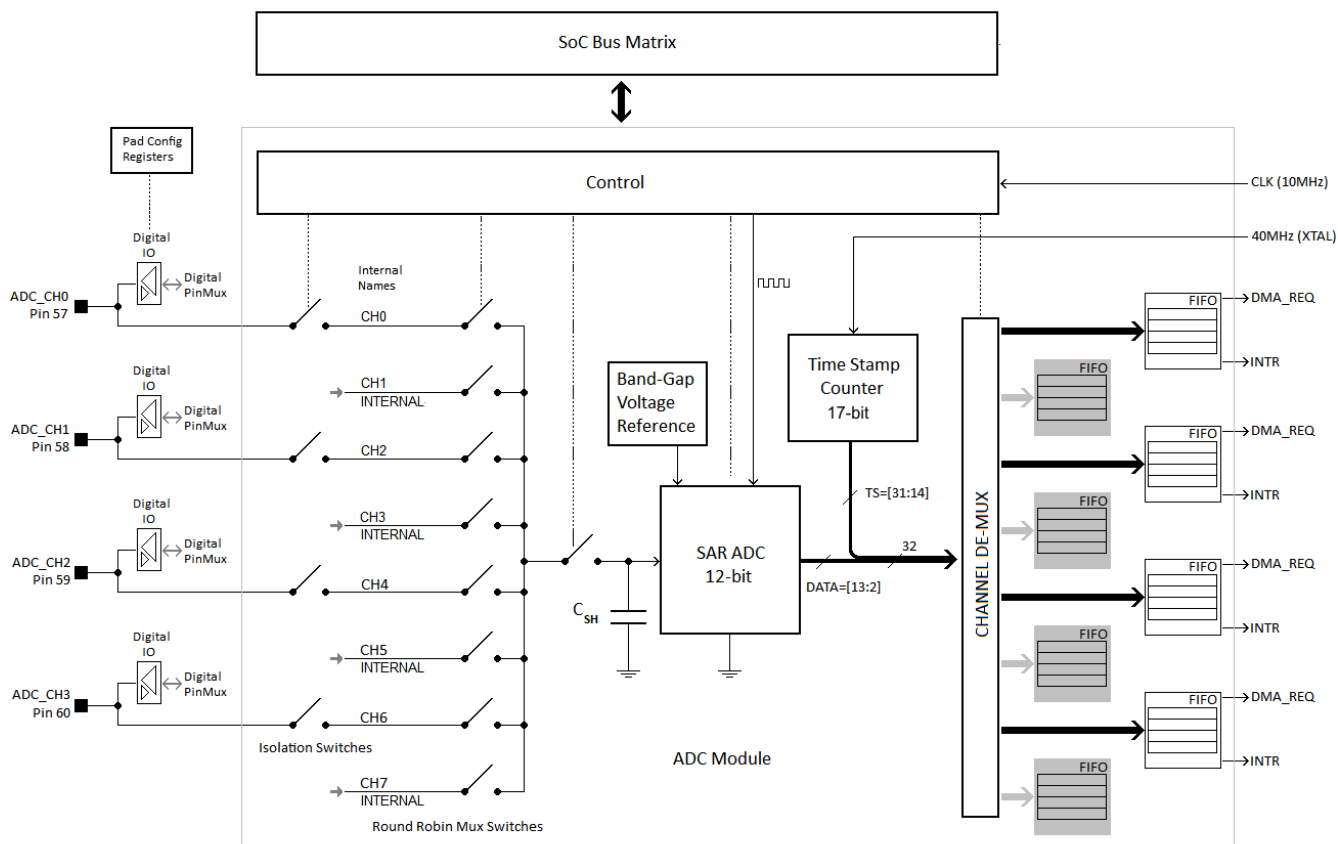 SoC Bus Matrix
Pad Config
Registers
Control
CLK (10MHz)
40MHz (XTAL)
Digital
IO
Digital
PinMux
ADC_CH0
Pin 57
Internal
Names
CH0
CH1
INTERNAL
Digital
IO
Digital
PinMux
ADC_CH1
Pin 58
CH2
CH3
INTERNAL
Digital
IO
Digital
PinMux
ADC_CH2
Pin 59
CH4
CH5
INTERNAL
Digital
IO
Digital
PinMux
ADC_CH3
Pin 60
CH6
Isolation Switches
CH7
INTERNAL
Round Robin Mux Switches
Band-Gap
Voltage
Reference
Time Stamp
Counter
17-bit
TS=[31:14]
SAR ADC
12-bit
32
DATA=[13:2]
CSH
ADC Module
CHANNEL DE-MUX
FIFO
DMA_REQ
INTR
FIFO
FIFO
DMA_REQ
INTR
FIFO
FIFO
DMA_REQ
INTR
FIFO
FIFO
DMA_REQ
INTR
FIFO